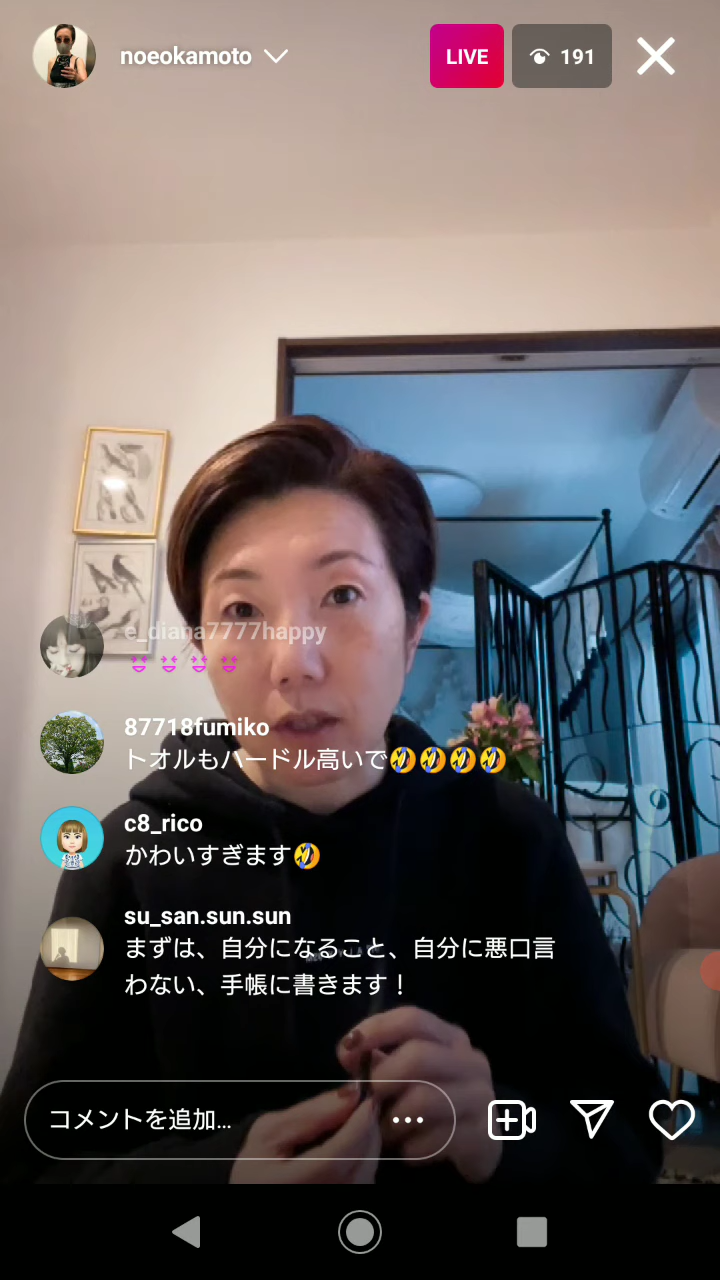 noeokamoto
LIVE
191
e_diana7777happy
87718fumiko
トオルもハードル高いで🤣🤣🤣🤣
c8_rico
かわいすぎます🤣
su_san.sun.sun
まずは、自分になること、自分に悪口言
わない、手帳に書きます！
コメントを追加...